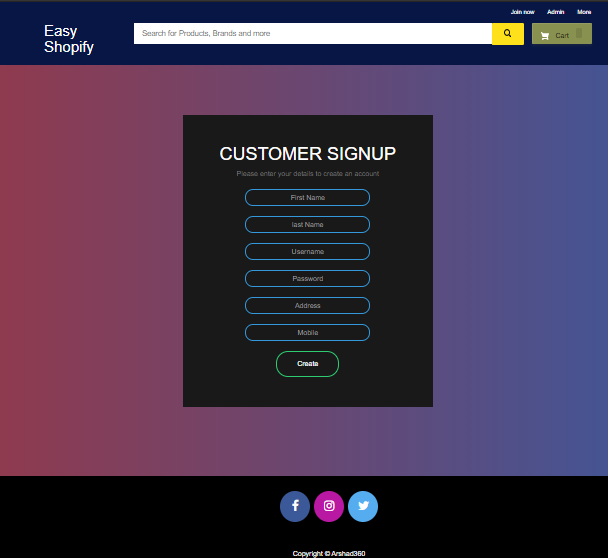 Join now Admin More
Easy
Shopify
Search for Products, Brands and more
Cart
CUSTOMER SIGNUP
Please enter your details to create an account
First Name
last Name
Username
Password
Address
Mobile
Create
Copyright © Arshad360